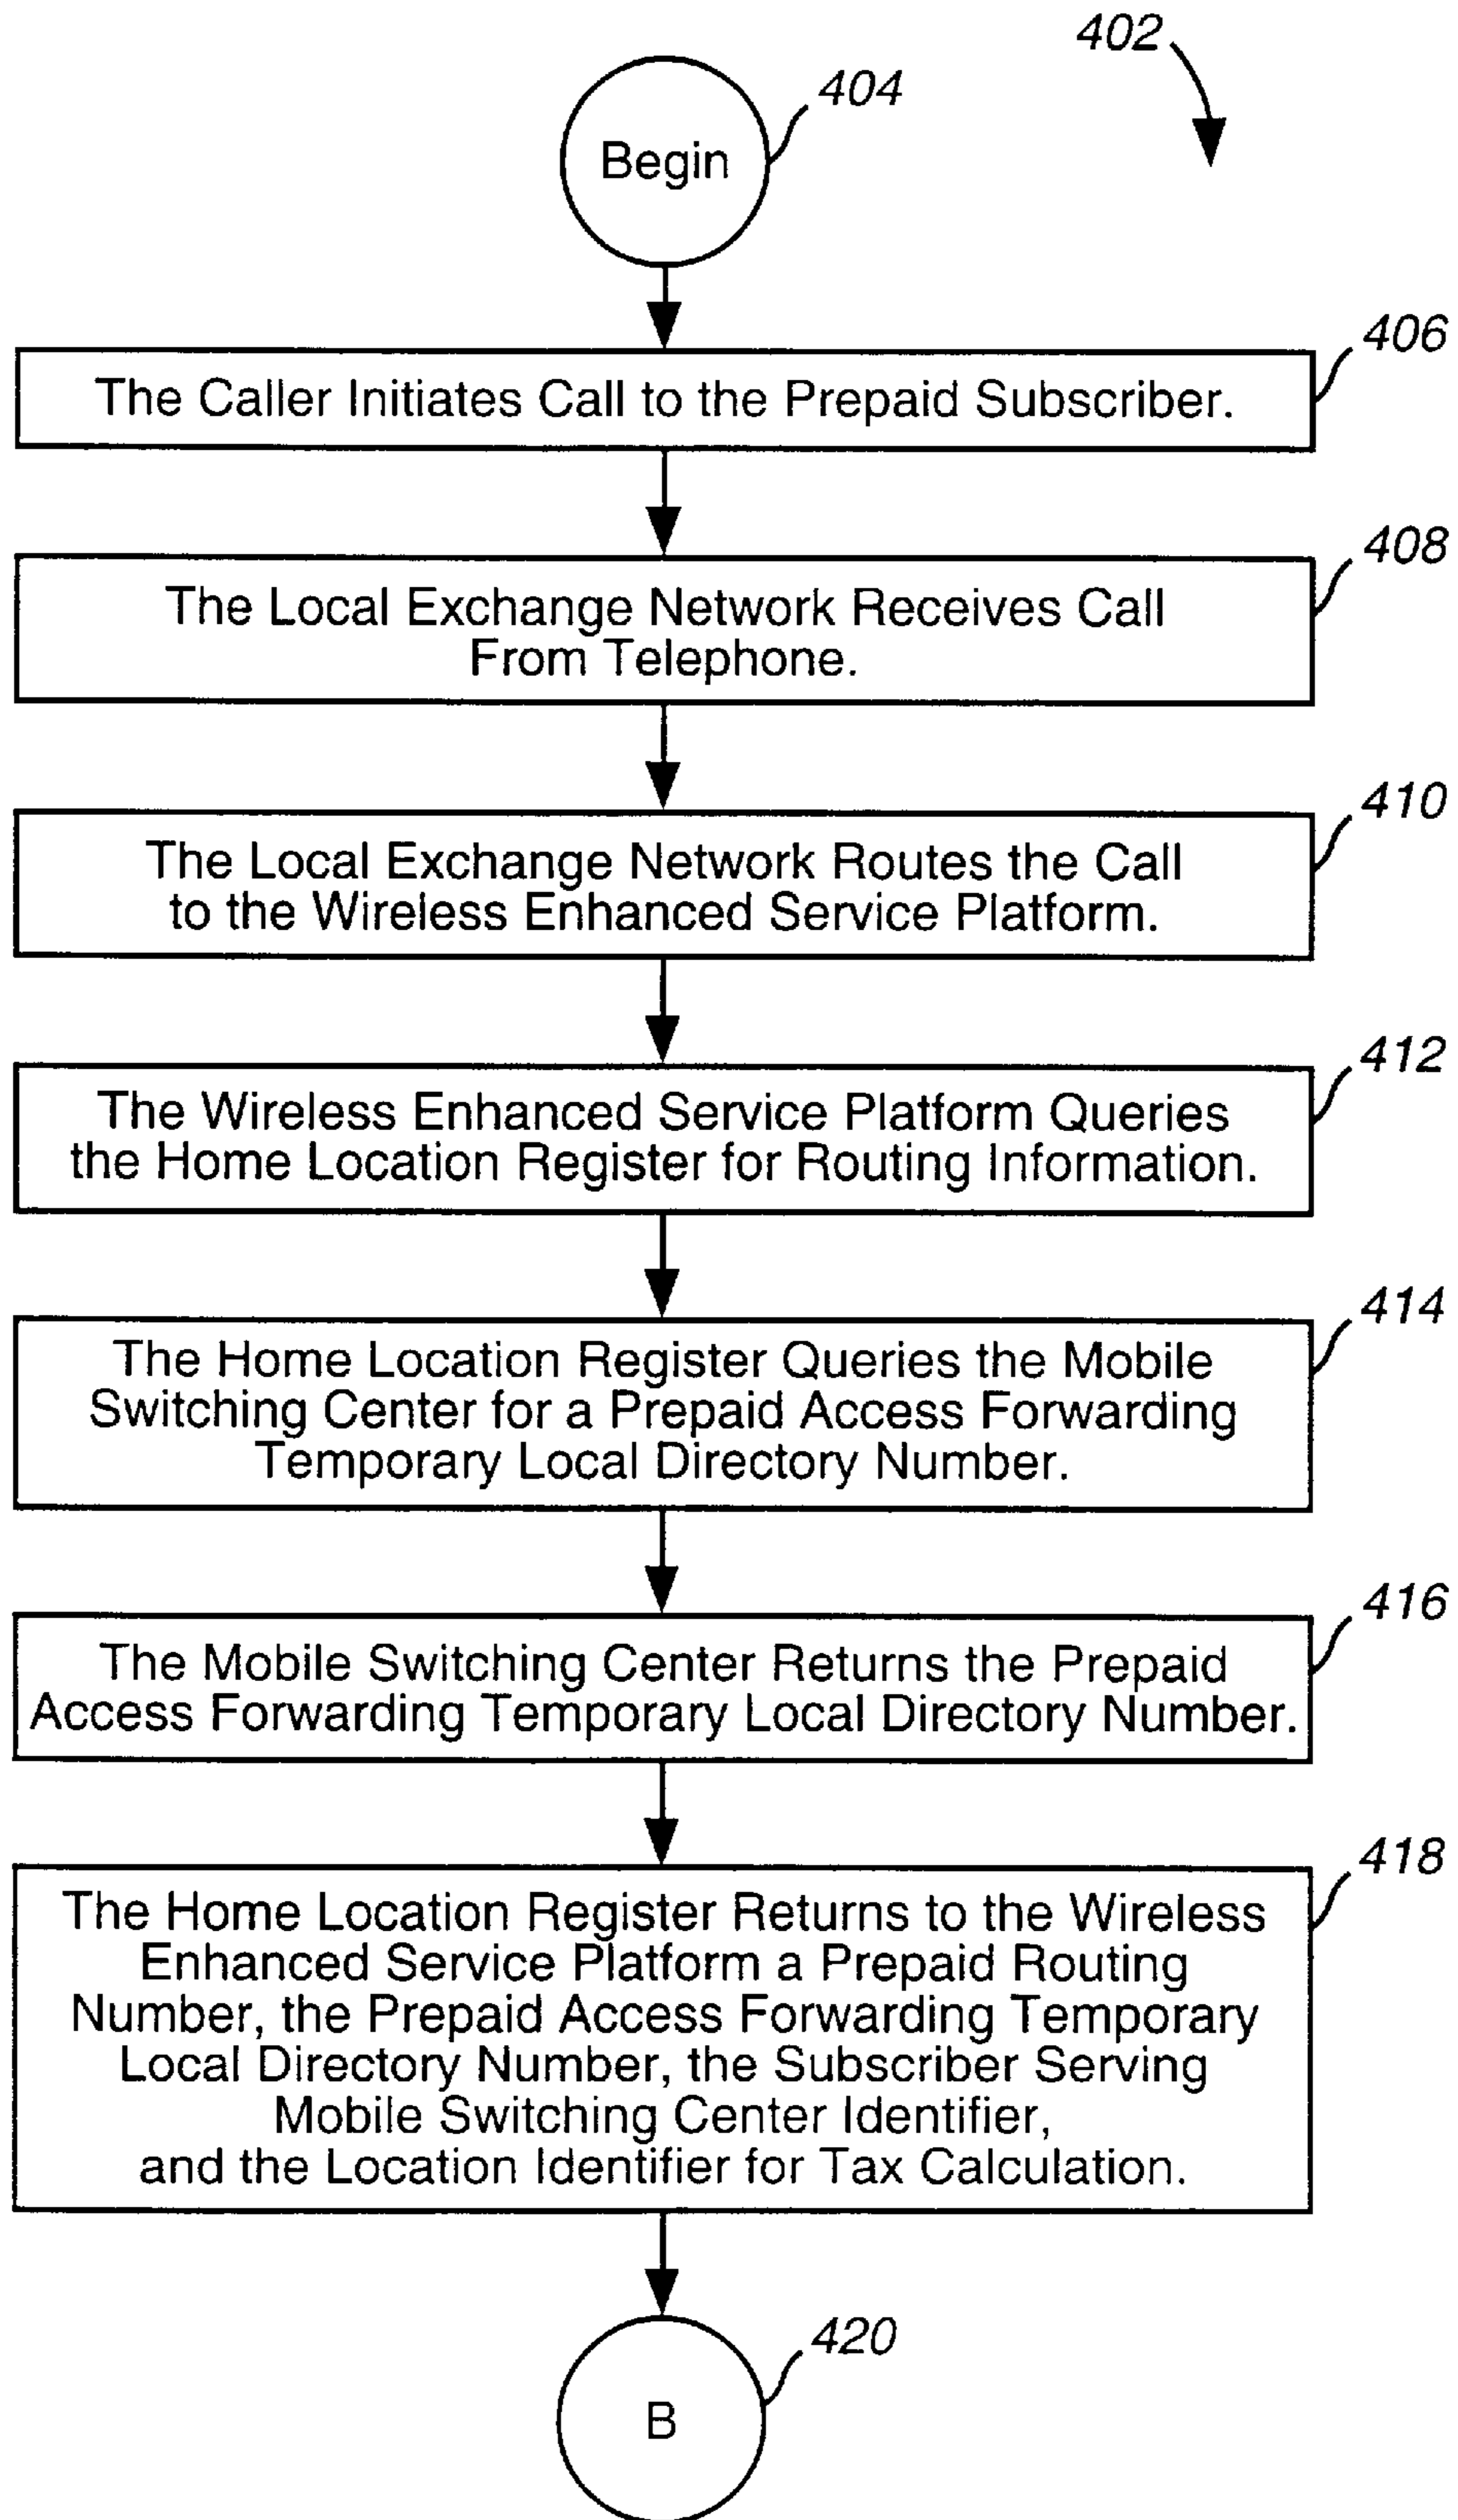 402
404
Begin
406
The Caller Initiates Call to the Prepaid Subscriber.
408
The Local Exchange Network Receives Call
From Telephone.
410
The Local Exchange Network Routes the Call
to the Wireless Enhanced Service Platform.
412
The Wireless Enhanced Service Platform Queries
the Home Location Register for Routing Information.
414
The Home Location Register Queries the Mobile
Switching Center for a Prepaid Access Forwarding
Temporary Local Directory Number.
416
The Mobile Switching Center Returns the Prepaid
Access Forwarding Temporary Local Directory Number.
418
The Home Location Register Returns to the Wireless
Enhanced Service Platform a Prepaid Routing
Number, the Prepaid Access Forwarding Temporary
Local Directory Number, the Subscriber Serving
Mobile Switching Center Identifier,
and the Location Identifier for Tax Calculation.
420
B